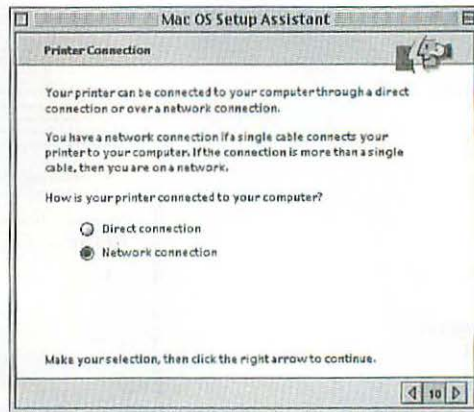 Mac OS Setup Assistant
Printer Connection
Your printer can be connected to your computer through a direct
connection or over a network connection.
You have a network connection if a single cable connects your
printer to your computer. If the connection is more than a single
cable, then you are on a network.
How is your printer connected to your computer?
Direct connection
Network connection
Make your selection, then click the right arrow to continue.
10